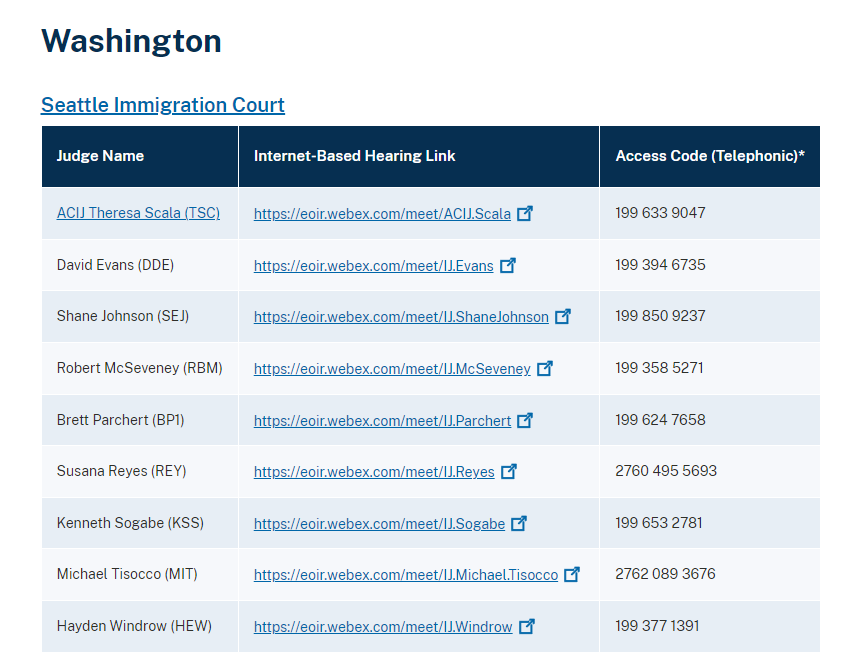 Washington
Seattle Immigration Court
Judge Name Internet-Based Hearing Link Access Code (Telephonic)*
ACIJ Theresa Scala (TSC) https://eoir.webex.com/meet/ACIJ.Scala 199 633 9047
David Evans (DDE) https://eoir.webex.com/meet/IJ.Evans 199 394 6735
Shane Johnson (SEJ) https://eoir.webex.com/meet/IJ.ShaneJohnson 199 850 9237
Robert McSeveney (RBM) https://eoir.webex.com/meet/IJ.McSeveney 199 358 5271
Brett Parchert (BP1) https://eoir.webex.com/meet/IJ.Parchert 199 624 7658
Susana Reyes (REY) https://eoir.webex.com/meet/IJ.Reyes 2760 495 5693
Kenneth Sogabe (KSS) https://eoir.webex.com/meet/IJ.Sogabe 199 653 2781
Michael Tisocco (MIT) https://eoir.webex.com/meet/IJ.Michael.Tisocco 2762 089 3676
Hayden Windrow (HEW) https://eoir.webex.com/meet/IJ.Windrow 199 377 1391